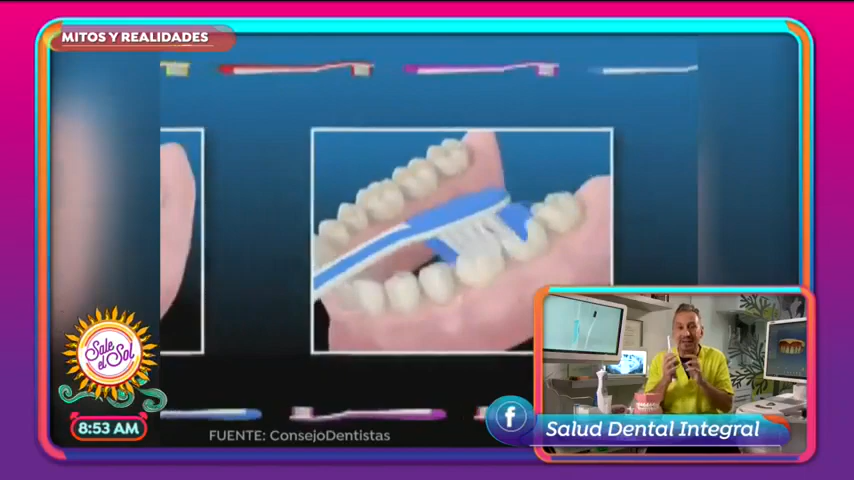 MITOS Y REALIDADES
Sale
el Sol
8:53 AM
FUENTE: ConsejoDentistas
f
Salud Dental Integral